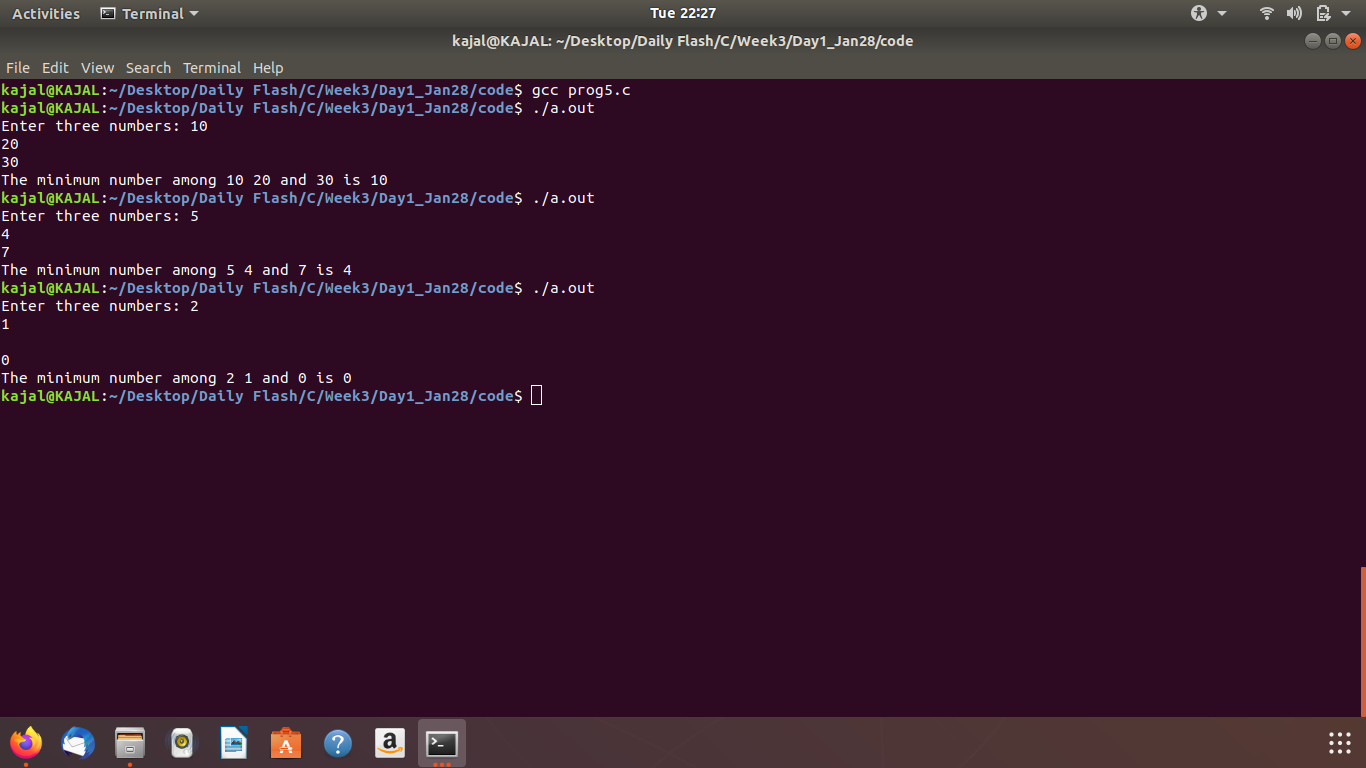 Activities Terminal Tue 22:27
kajal@KAJAL: ~/Desktop/Daily Flash/C/Week3/Day1_Jan28/code
File Edit View Search Terminal Help
kajal@KAJAL:~/Desktop/Daily Flash/C/Week3/Day1_Jan28/code$ gcc prog5.c
kajal@KAJAL:~/Desktop/Daily Flash/C/Week3/Day1_Jan28/code$ ./a.out
Enter three numbers: 10
20
30
The minimum number among 10 20 and 30 is 10
kajal@KAJAL:~/Desktop/Daily Flash/C/Week3/Day1_Jan28/code$ ./a.out
Enter three numbers: 5
4
7
The minimum number among 5 4 and 7 is 4
kajal@KAJAL:~/Desktop/Daily Flash/C/Week3/Day1_Jan28/code$ ./a.out
Enter three numbers: 2
1
0
The minimum number among 2 1 and 0 is 0
kajal@KAJAL:~/Desktop/Daily Flash/C/Week3/Day1_Jan28/code$